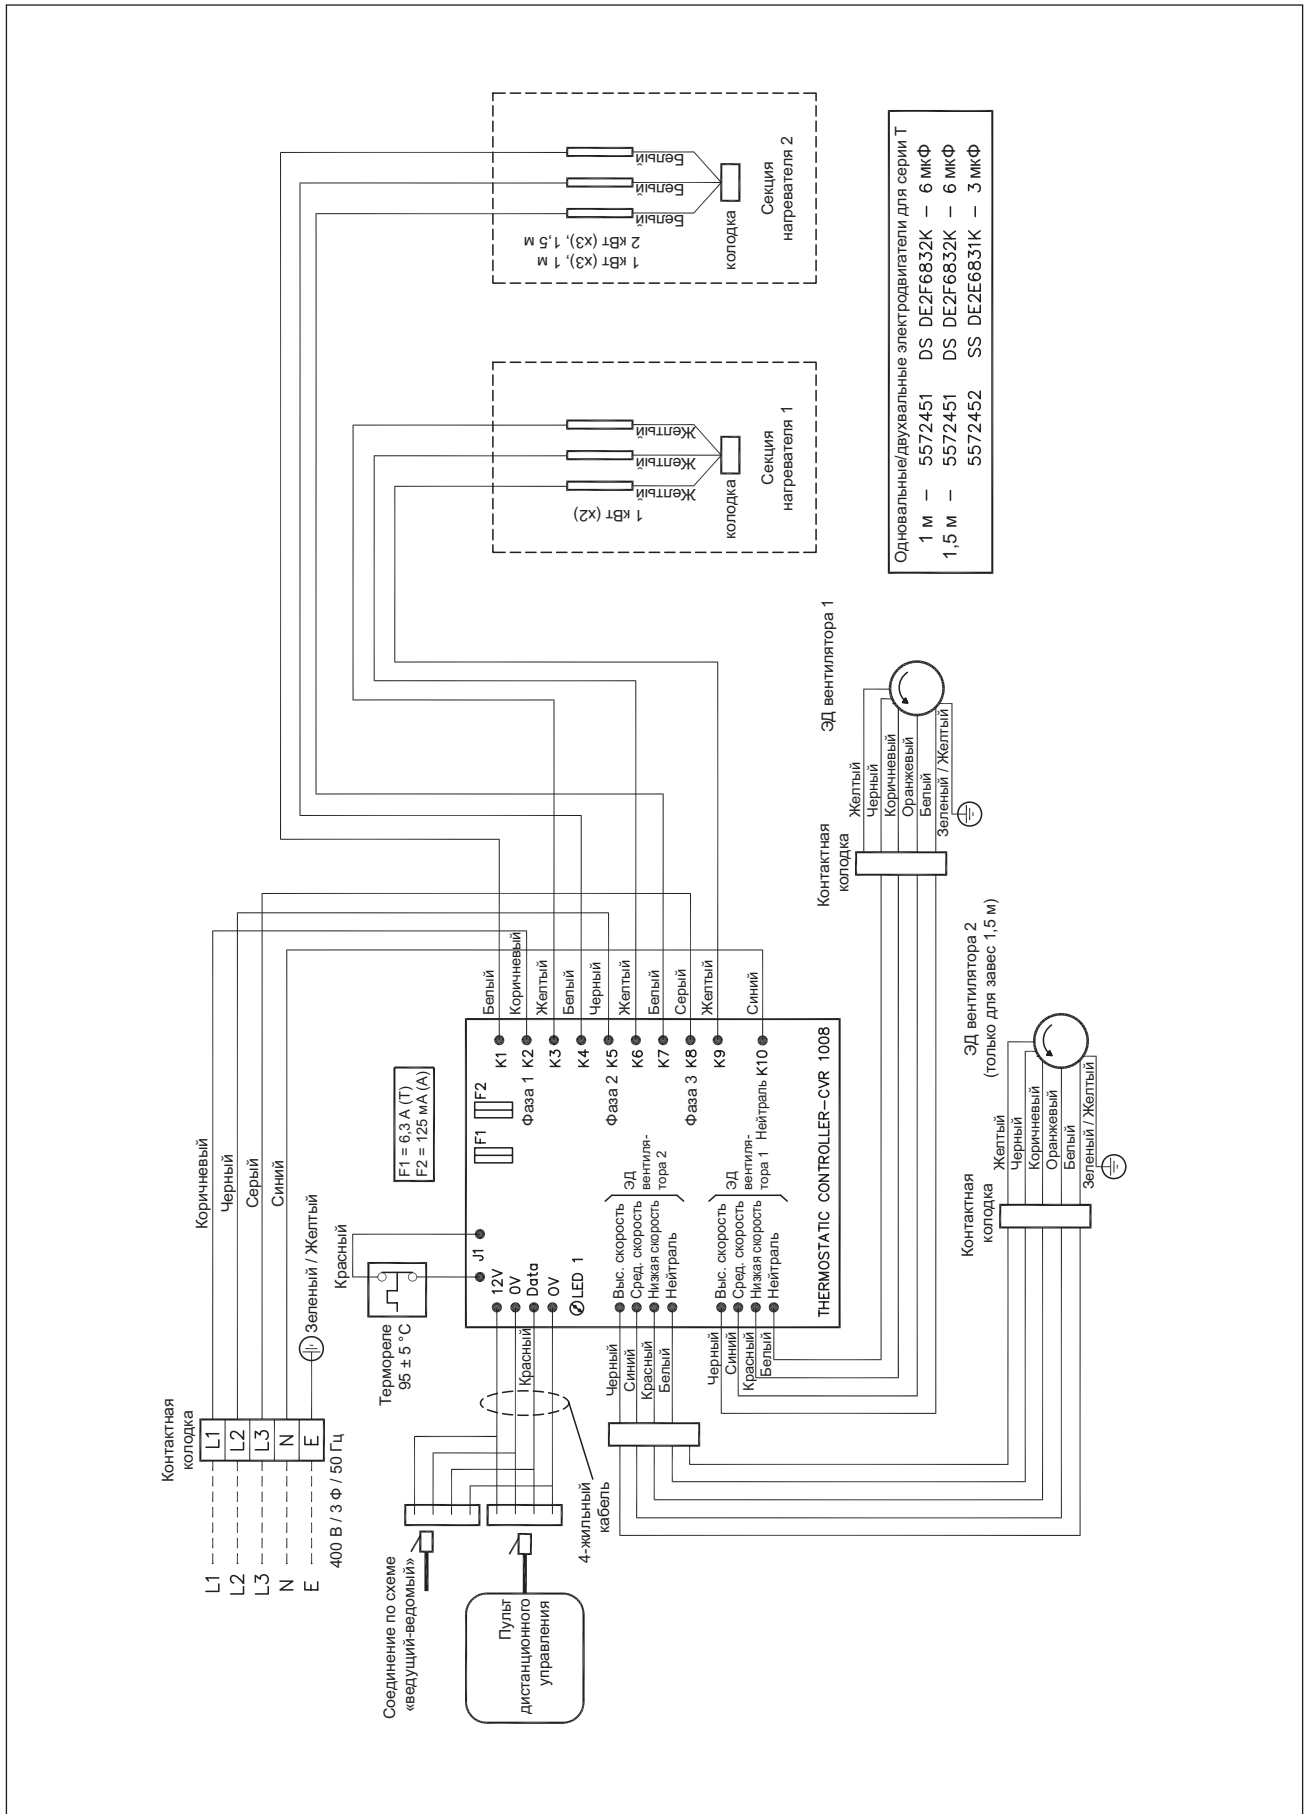 Контактная
колодка
L1
L2
L3
N
E
L1
L2
L3
N
E
400 В / 3 Ф / 50 Гц
Коричневый
Черный
Серый
Синий
Зеленый / Желтый
Термореле
95 ± 5 °C
Красный
F1 = 6,3 А (Т)
F2 = 125 мА (А)
Соединение по схеме
«ведущий-ведомый»
Пульт
дистанционного
управления
4-жильный
кабель
Красный
J1
12V
0V
Data
0V
LED 1
F1
F2
Выс. скорость
Сред. скорость
Низкая скорость
Нейтраль
ЭД
вентиля-
тора 2
Выс. скорость
Сред. скорость
Низкая скорость
Нейтраль
ЭД
вентиля-
тора 1
K1
Фаза 1 K2
K3
K4
Фаза 2 K5
K6
K7
Фаза 3 K8
K9
Нейтраль K10
THERMOSTATIC CONTROLLER-CVR 1008
Белый
Коричневый
Желтый
Белый
Черный
Желтый
Белый
Серый
Желтый
Синий
Черный
Синий
Красный
Белый
Черный
Синий
Красный
Белый
1 кВт (x2)
Желтый
Желтый
Желтый
колодка
Секция
нагревателя 1
1 кВт (x3), 1 м
2 кВт (x3), 1,5 м
Белый
Белый
Белый
колодка
Секция
нагревателя 2
ЭД вентилятора 1
Контактная
колодка
Желтый
Черный
Коричневый
Оранжевый
Белый
Зеленый / Желтый
ЭД вентилятора 2
(только для завес 1,5 м)
Контактная
колодка
Желтый
Черный
Коричневый
Оранжевый
Белый
Зеленый / Желтый
Одновальные/двухвальные электродвигатели для серии Т
1 м – 5572451 DS DE2F6832K – 6 мкФ
1,5 м – 5572451 DS DE2F6832K – 6 мкФ
5572452 SS DE2E6831K – 3 мкФ